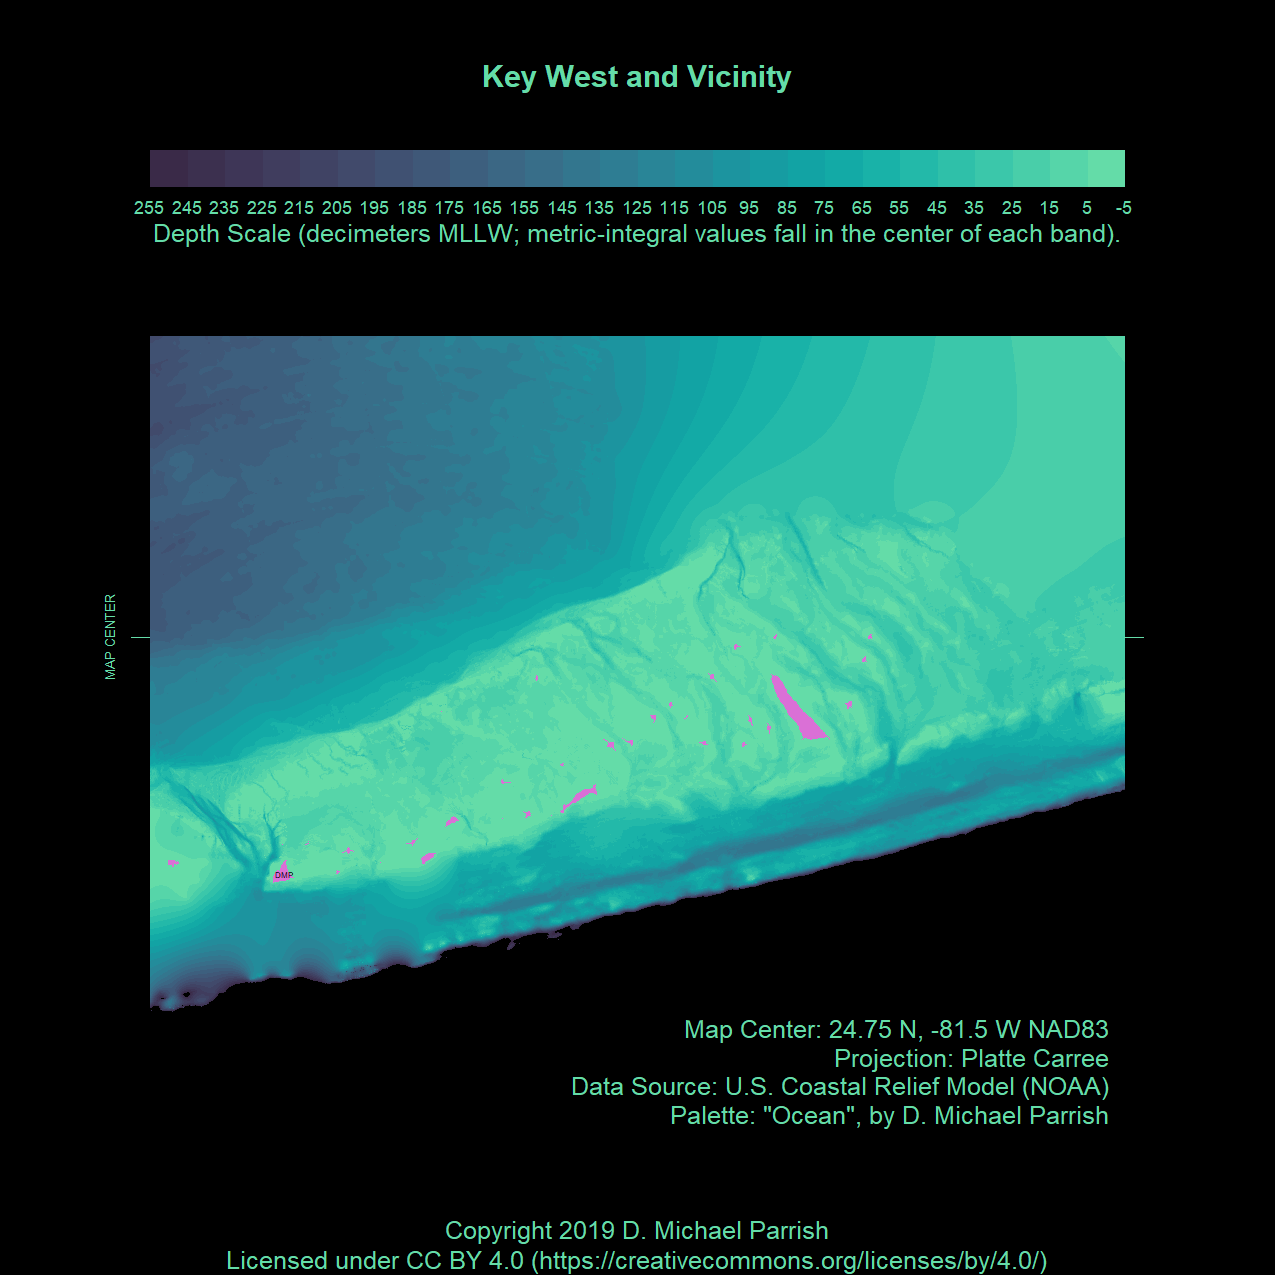 Key West and Vicinity
255 245 235 225 215 205 195 185 175 165 155 145 135 125 115 105 95 85 75 65 55 45 35 25 15 5 -5
Depth Scale (decimeters MLLW; metric-integral values fall in the center of each band).
MAP CENTER
DMP
Map Center: 24.75 N, -81.5 W NAD83
Projection: Platte Carree
Data Source: U.S. Coastal Relief Model (NOAA)
Palette: "Ocean", by D. Michael Parrish
Copyright 2019 D. Michael Parrish
Licensed under CC BY 4.0 (https://creativecommons.org/licenses/by/4.0/)